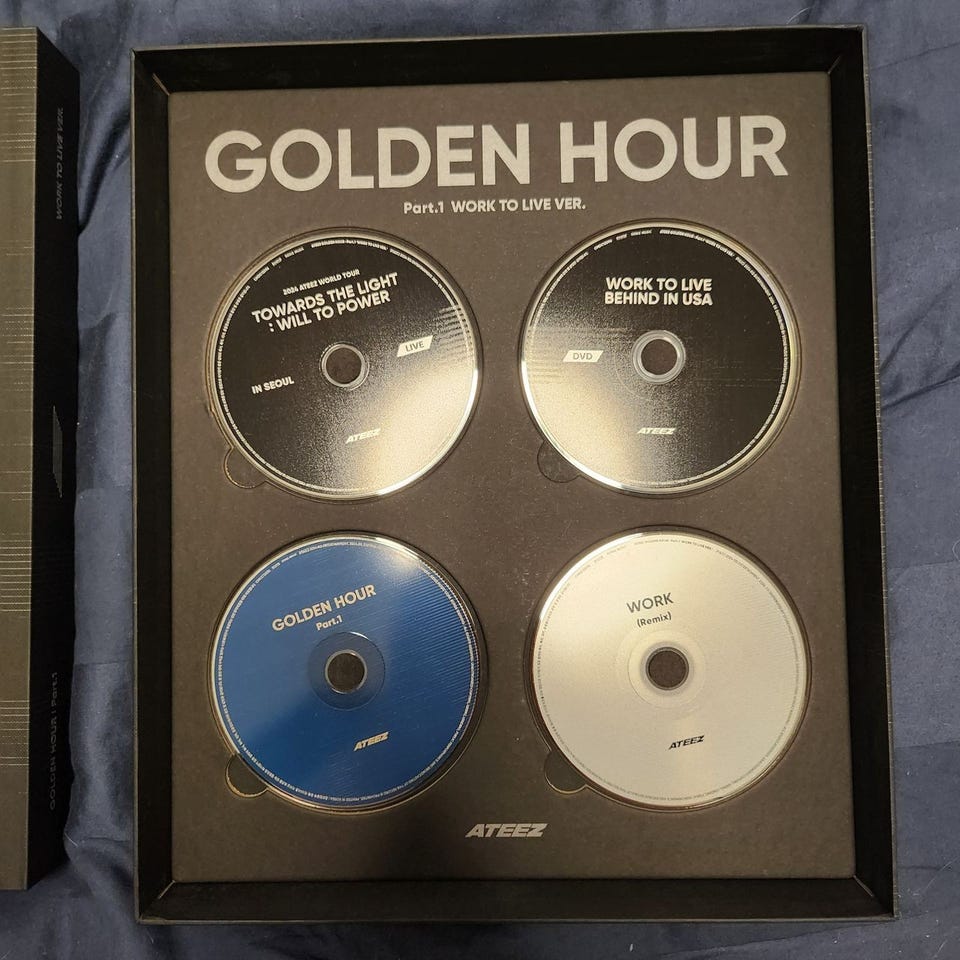 GOLDEN HOUR
Part.1 WORK TO LIVE VER.
2024 ATEEZ WORLD TOUR
TOWARDS THE LIGHT
: WILL TO POWER
LIVE
IN SEOUL
ATEEZ
WORK TO LIVE
BEHIND IN USA
DVD
ATEEZ
GOLDEN HOUR
Part.1
ATEEZ
WORK
(Remix)
ATEEZ
ATEEZ
WORK TO LIVE VER.
GOLDEN HOUR : Part.1